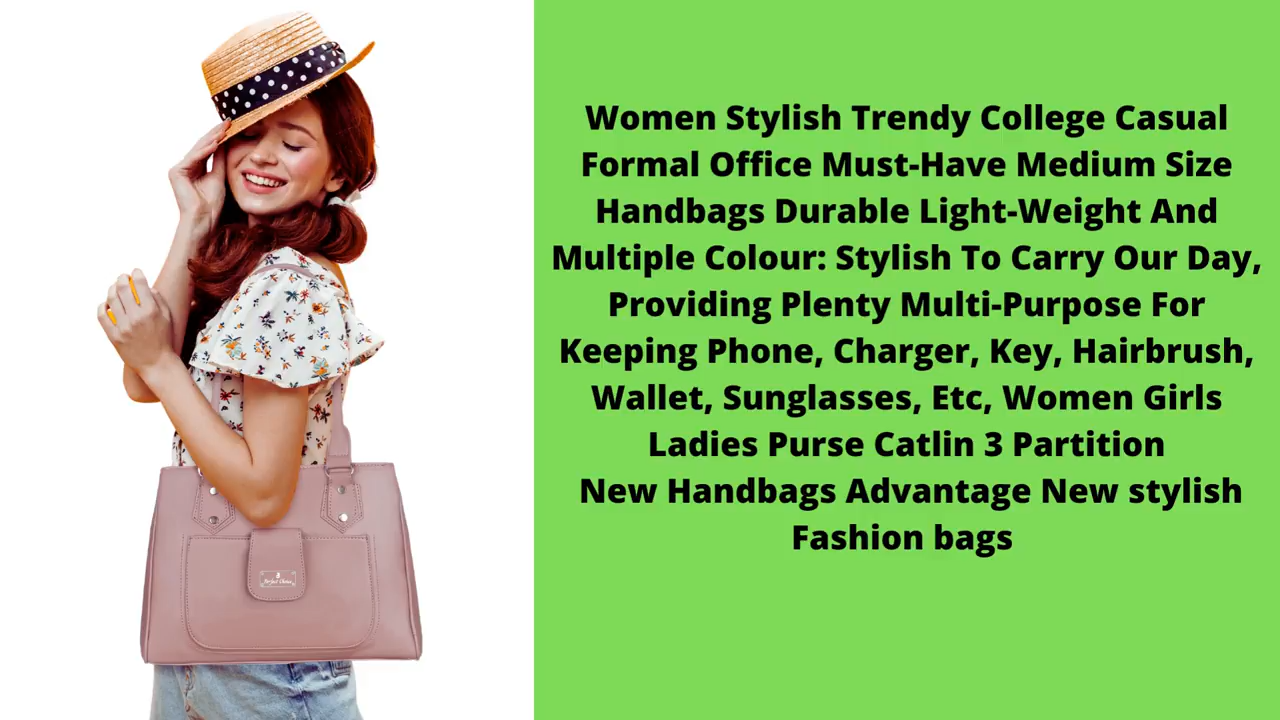 Women Stylish Trendy College Casual
Formal Office Must-Have Medium Size
Handbags Durable Light-Weight And
Multiple Colour: Stylish To Carry Our Day,
Providing Plenty Multi-Purpose For
Keeping Phone, Charger, Key, Hairbrush,
Wallet, Sunglasses, Etc, Women Girls
Ladies Purse Catlin 3 Partition
New Handbags Advantage New stylish
Fashion bags